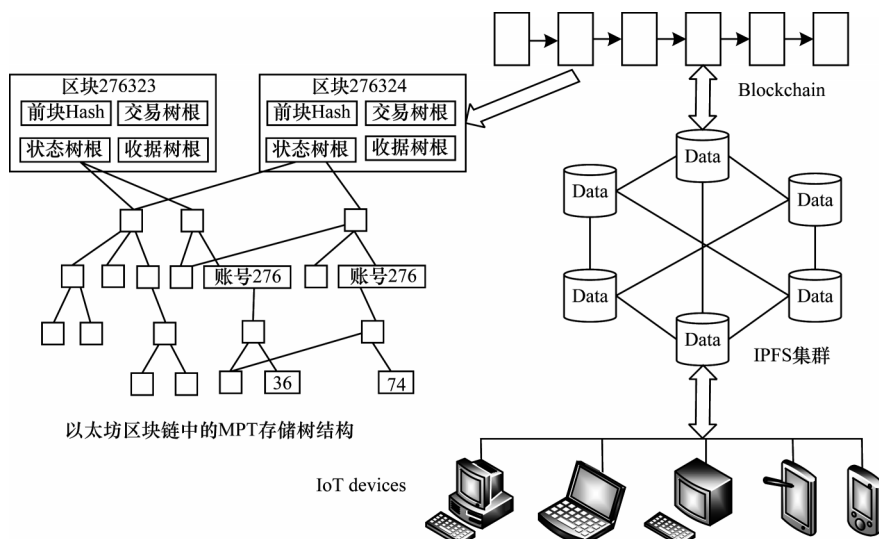 区块276323
前块Hash
交易树根
状态树根
收据树根
区块276324
前块Hash
交易树根
状态树根
收据树根
账号276
账号276
36
74
以太坊区块链中的MPT存储树结构
Blockchain
Data
Data
Data
Data
Data
Data
IPFS集群
IoT devices